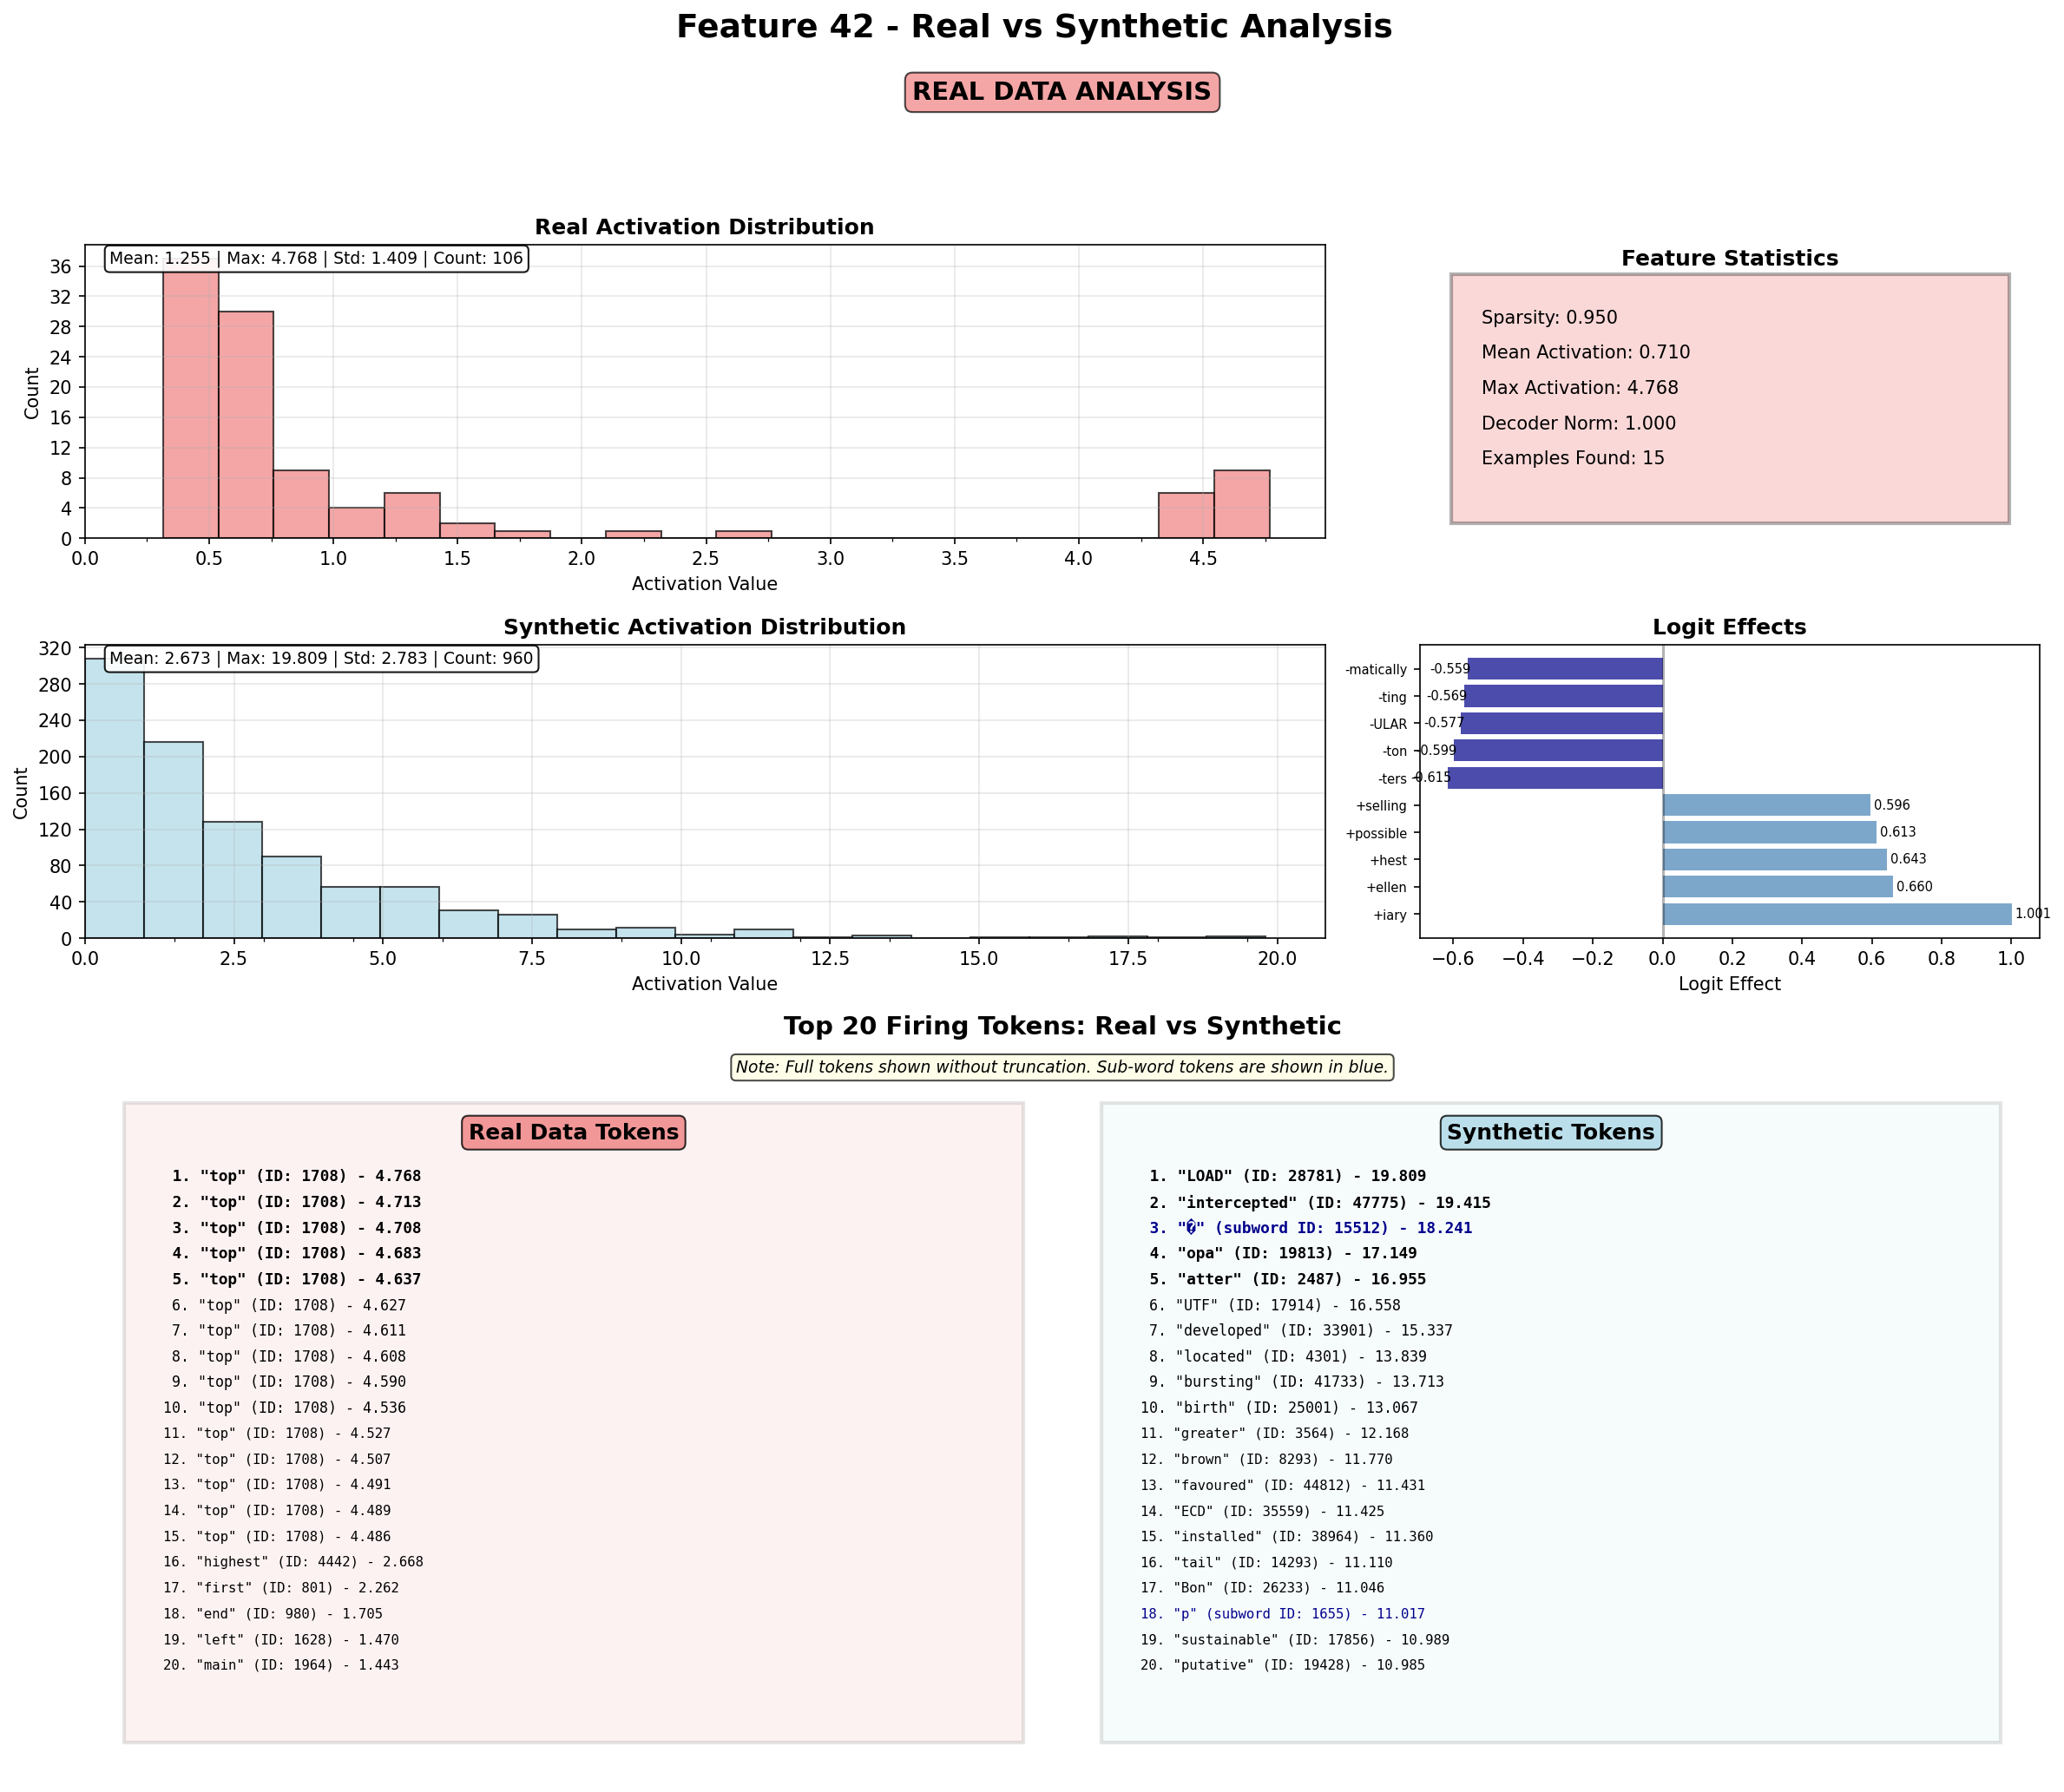 Feature 42 - Real vs Synthetic Analysis
REAL DATA ANALYSIS
Real Activation Distribution
Mean: 1.255 | Max: 4.768 | Std: 1.409 | Count: 106
36
32
28
24
20
16
12
8
4
0
Count
0.0 0.5 1.0 1.5 2.0 2.5 3.0 3.5 4.0 4.5
Activation Value
Feature Statistics
Sparsity: 0.950
Mean Activation: 0.710
Max Activation: 4.768
Decoder Norm: 1.000
Examples Found: 15
Synthetic Activation Distribution
Mean: 2.673 | Max: 19.809 | Std: 2.783 | Count: 960
320
280
240
200
160
120
80
40
0
Count
0.0 2.5 5.0 7.5 10.0 12.5 15.0 17.5 20.0
Activation Value
Logit Effects
-matically -0.559
-ting -0.569
-ULAR -0.577
-ton -0.599
-ters -0.615
+selling 0.596
+possible 0.613
+hest 0.643
+ellen 0.660
+iary 1.001
−0.6 −0.4 −0.2 0.0 0.2 0.4 0.6 0.8 1.0
Logit Effect
Top 20 Firing Tokens: Real vs Synthetic
Note: Full tokens shown without truncation. Sub-word tokens are shown in blue.
Real Data Tokens
1. "top" (ID: 1708) - 4.768
2. "top" (ID: 1708) - 4.713
3. "top" (ID: 1708) - 4.708
4. "top" (ID: 1708) - 4.683
5. "top" (ID: 1708) - 4.637
6. "top" (ID: 1708) - 4.627
7. "top" (ID: 1708) - 4.611
8. "top" (ID: 1708) - 4.608
9. "top" (ID: 1708) - 4.590
10. "top" (ID: 1708) - 4.536
11. "top" (ID: 1708) - 4.527
12. "top" (ID: 1708) - 4.507
13. "top" (ID: 1708) - 4.491
14. "top" (ID: 1708) - 4.489
15. "top" (ID: 1708) - 4.486
16. "highest" (ID: 4442) - 2.668
17. "first" (ID: 801) - 2.262
18. "end" (ID: 980) - 1.705
19. "left" (ID: 1628) - 1.470
20. "main" (ID: 1964) - 1.443
Synthetic Tokens
1. "LOAD" (ID: 28781) - 19.809
2. "intercepted" (ID: 47775) - 19.415
3. "�" (subword ID: 15512) - 18.241
4. "opa" (ID: 19813) - 17.149
5. "atter" (ID: 2487) - 16.955
6. "UTF" (ID: 17914) - 16.558
7. "developed" (ID: 33901) - 15.337
8. "located" (ID: 4301) - 13.839
9. "bursting" (ID: 41733) - 13.713
10. "birth" (ID: 25001) - 13.067
11. "greater" (ID: 3564) - 12.168
12. "brown" (ID: 8293) - 11.770
13. "favoured" (ID: 44812) - 11.431
14. "ECD" (ID: 35559) - 11.425
15. "installed" (ID: 38964) - 11.360
16. "tail" (ID: 14293) - 11.110
17. "Bon" (ID: 26233) - 11.046
18. "p" (subword ID: 1655) - 11.017
19. "sustainable" (ID: 17856) - 10.989
20. "putative" (ID: 19428) - 10.985